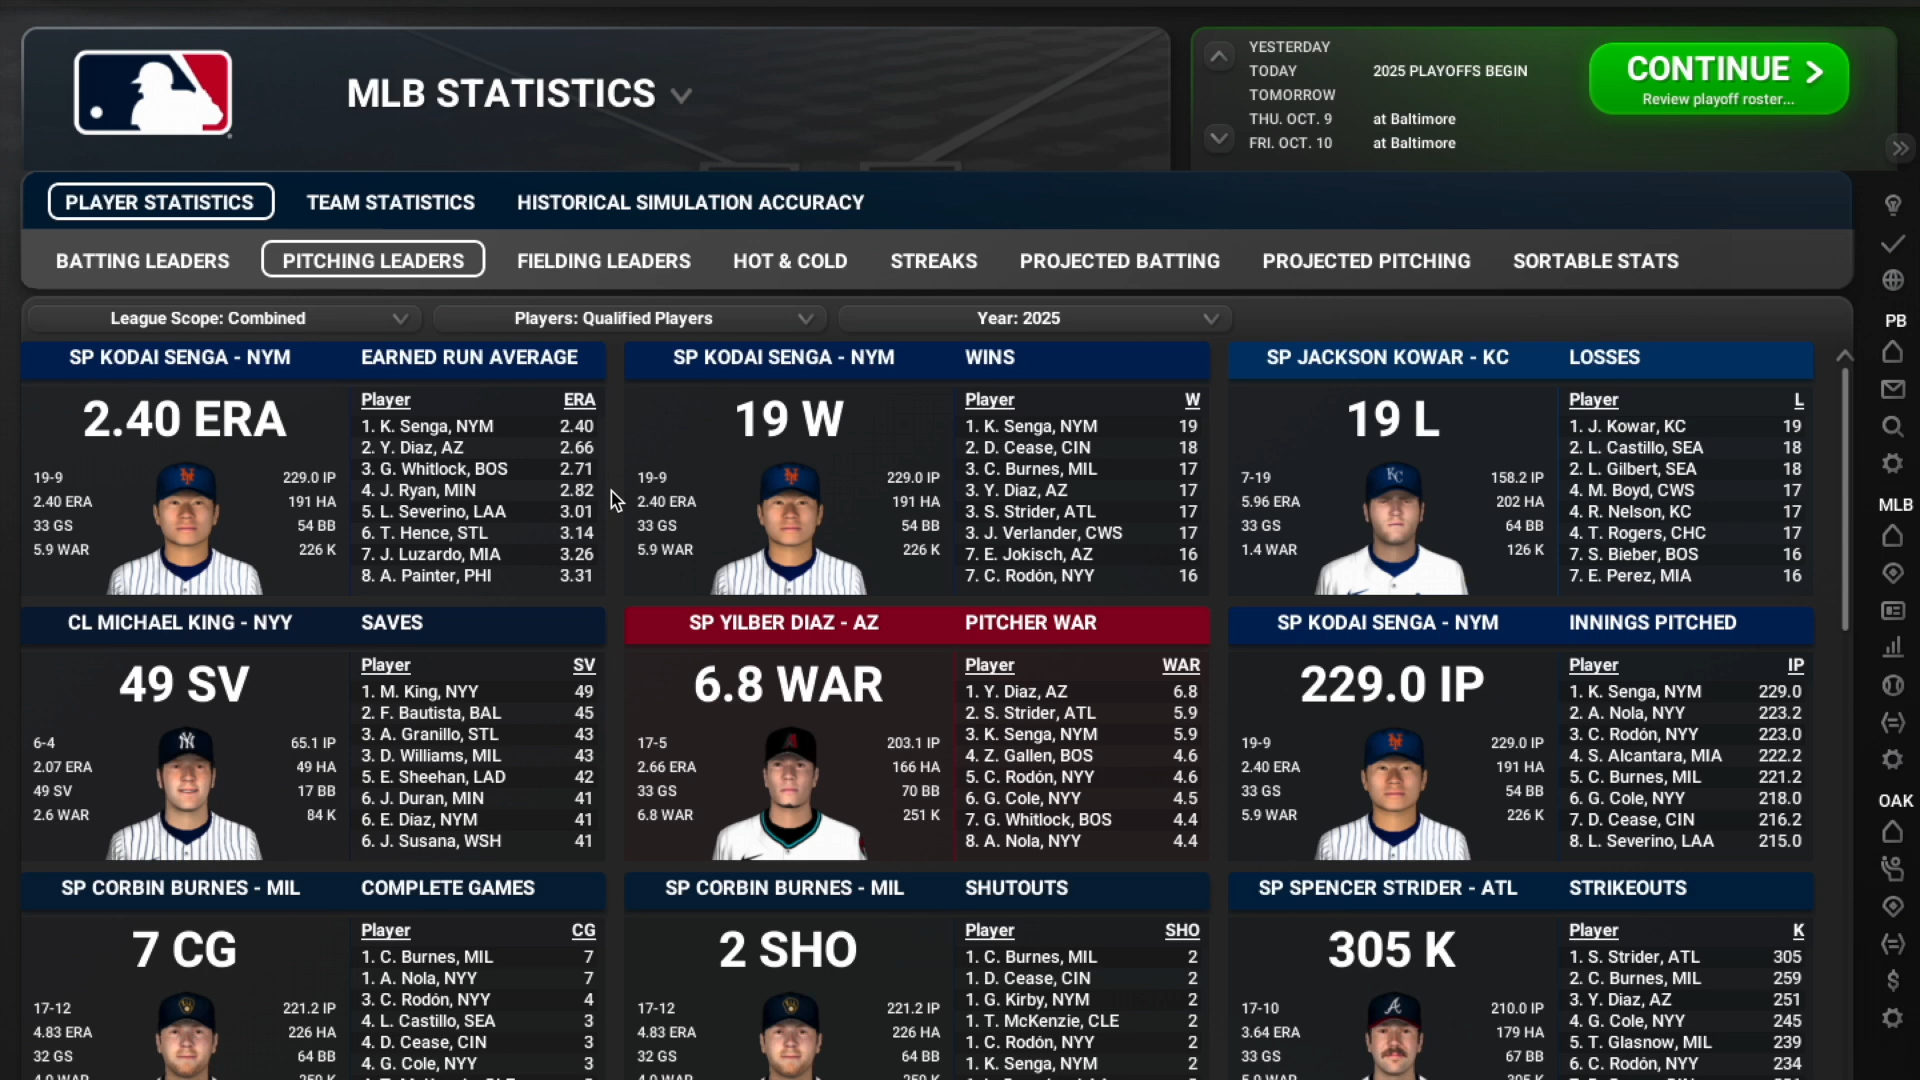 MLB STATISTICS
YESTERDAY
TODAY 2025 PLAYOFFS BEGIN
TOMORROW
THU. OCT. 9 at Baltimore
FRI. OCT. 10 at Baltimore
CONTINUE
Review playoff roster...
PLAYER STATISTICS TEAM STATISTICS HISTORICAL SIMULATION ACCURACY
BATTING LEADERS PITCHING LEADERS FIELDING LEADERS HOT & COLD STREAKS PROJECTED BATTING PROJECTED PITCHING SORTABLE STATS
League Scope: Combined Players: Qualified Players Year: 2025
SP KODAI SENGA - NYM EARNED RUN AVERAGE
2.40 ERA
19-9 229.0 IP
2.40 ERA 191 HA
33 GS 54 BB
5.9 WAR 226 K
Player ERA
1. K. Senga, NYM 2.40
2. Y. Diaz, AZ 2.66
3. G. Whitlock, BOS 2.71
4. J. Ryan, MIN 2.82
5. L. Severino, LAA 3.01
6. T. Hence, STL 3.14
7. J. Luzardo, MIA 3.26
8. A. Painter, PHI 3.31
SP KODAI SENGA - NYM WINS
19 W
19-9 229.0 IP
2.40 ERA 191 HA
33 GS 54 BB
5.9 WAR 226 K
Player W
1. K. Senga, NYM 19
2. D. Cease, CIN 18
3. C. Burnes, MIL 17
3. Y. Diaz, AZ 17
3. S. Strider, ATL 17
3. J. Verlander, CWS 17
7. E. Jokisch, AZ 16
7. C. Rodón, NYY 16
SP JACKSON KOWAR - KC LOSSES
19 L
7-19 158.2 IP
5.96 ERA 202 HA
33 GS 64 BB
1.4 WAR 126 K
Player L
1. J. Kowar, KC 19
2. L. Castillo, SEA 18
2. L. Gilbert, SEA 18
4. M. Boyd, CWS 17
4. R. Nelson, KC 17
4. T. Rogers, CHC 17
7. S. Bieber, BOS 16
7. E. Perez, MIA 16
CL MICHAEL KING - NYY SAVES
49 SV
6-4 65.1 IP
2.07 ERA 49 HA
49 SV 17 BB
2.6 WAR 84 K
Player SV
1. M. King, NYY 49
2. F. Bautista, BAL 45
3. A. Granillo, STL 43
3. D. Williams, MIL 43
5. E. Sheehan, LAD 42
6. J. Duran, MIN 41
6. E. Díaz, NYM 41
6. J. Susana, WSH 41
SP YILBER DIAZ - AZ PITCHER WAR
6.8 WAR
17-5 203.1 IP
2.66 ERA 166 HA
33 GS 70 BB
6.8 WAR 251 K
Player WAR
1. Y. Diaz, AZ 6.8
2. S. Strider, ATL 5.9
3. K. Senga, NYM 5.9
4. Z. Gallen, BOS 4.6
5. C. Rodón, NYY 4.6
6. G. Cole, NYY 4.5
7. G. Whitlock, BOS 4.4
8. A. Nola, NYY 4.4
SP KODAI SENGA - NYM INNINGS PITCHED
229.0 IP
19-9 229.0 IP
2.40 ERA 191 HA
33 GS 54 BB
5.9 WAR 226 K
Player IP
1. K. Senga, NYM 229.0
2. A. Nola, NYY 223.2
3. C. Rodón, NYY 223.0
4. S. Alcantara, MIA 222.2
5. C. Burnes, MIL 221.2
6. G. Cole, NYY 218.0
7. D. Cease, CIN 216.2
8. L. Severino, LAA 215.0
SP CORBIN BURNES - MIL COMPLETE GAMES
7 CG
17-12 221.2 IP
4.83 ERA 226 HA
32 GS 64 BB
Player CG
1. C. Burnes, MIL 7
1. A. Nola, NYY 7
3. C. Rodón, NYY 4
4. L. Castillo, SEA 3
4. D. Cease, CIN 3
4. G. Cole, NYY 3
SP CORBIN BURNES - MIL SHUTOUTS
2 SHO
17-12 221.2 IP
4.83 ERA 226 HA
32 GS 64 BB
Player SHO
1. C. Burnes, MIL 2
1. D. Cease, CIN 2
1. G. Kirby, NYM 2
1. T. McKenzie, CLE 2
1. C. Rodón, NYY 2
1. K. Senga, NYM 2
SP SPENCER STRIDER - ATL STRIKEOUTS
305 K
17-10 210.0 IP
3.64 ERA 179 HA
33 GS 67 BB
Player K
1. S. Strider, ATL 305
2. C. Burnes, MIL 259
3. Y. Diaz, AZ 251
4. G. Cole, NYY 245
5. T. Glasnow, MIL 239
6. C. Rodón, NYY 234
PB
MLB
OAK